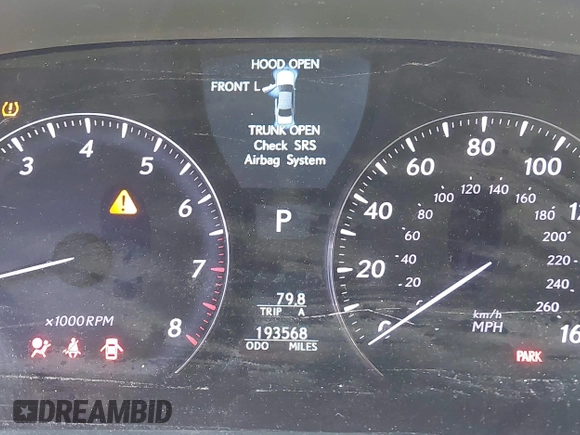 HOOD OPEN
FRONT L
TRUNK OPEN
Check SRS
Airbag System
3 4 5 6 7 8
x1000RPM
P
79.8
TRIP A
193568
ODO MILES
0 20 40 60 80 100
0 20 40 60 80 100 120 140 160 180 200 220 240 260
km/h
MPH
PARK
DREAMBID